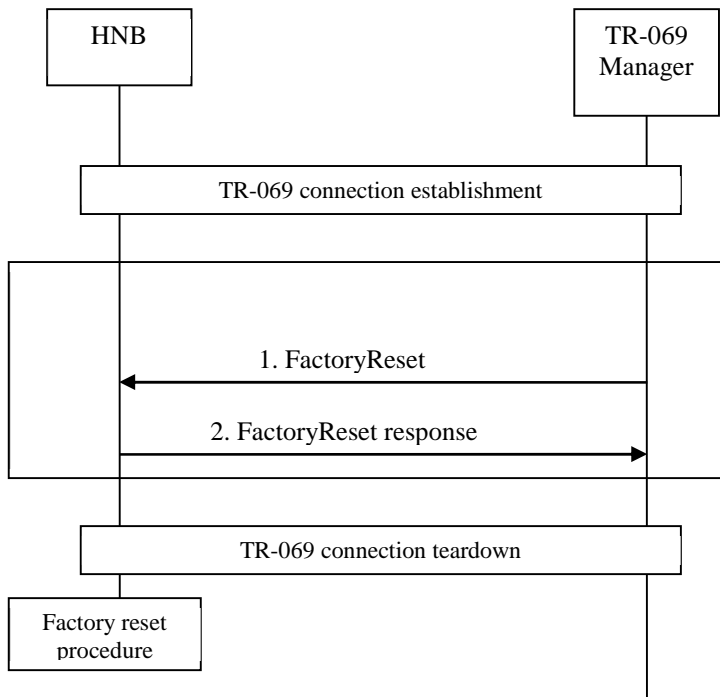 HNB
TR-069
Manager
TR-069 connection establishment
1. FactoryReset
2. FactoryReset response
TR-069 connection teardown
Factory reset
procedure